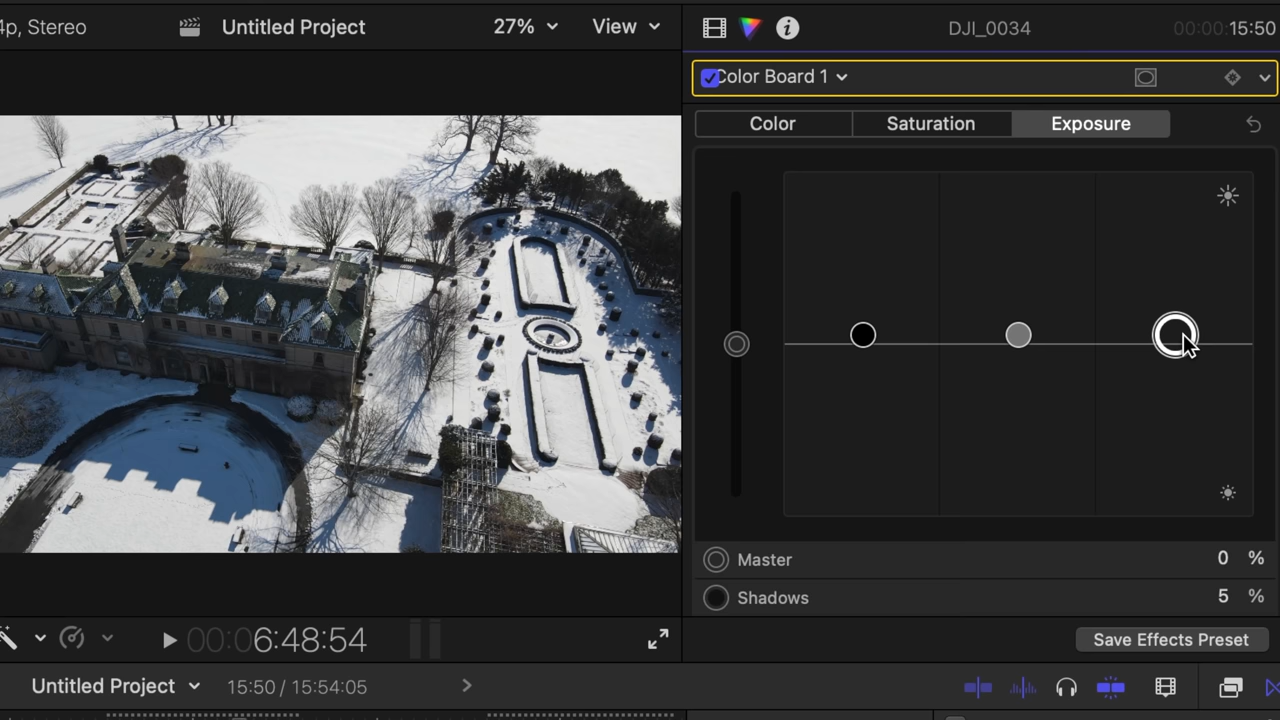 4p, Stereo
Untitled Project
27%
View
DJI_0034
00:00:15:50
Color Board 1
Color
Saturation
Exposure
Master
0 %
Shadows
5 %
00:06:48:54
Save Effects Preset
Untitled Project
15:50 / 15:54:05